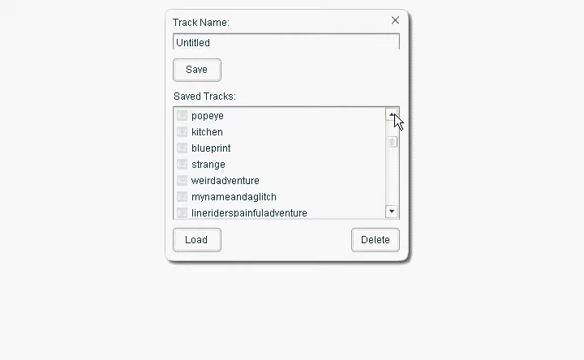 Track Name:
Untitled
Save
Saved Tracks:
popeye
kitchen
blueprint
strange
weirdadventure
mynameandaglitch
lineriderspainfuladventure
Load
Delete